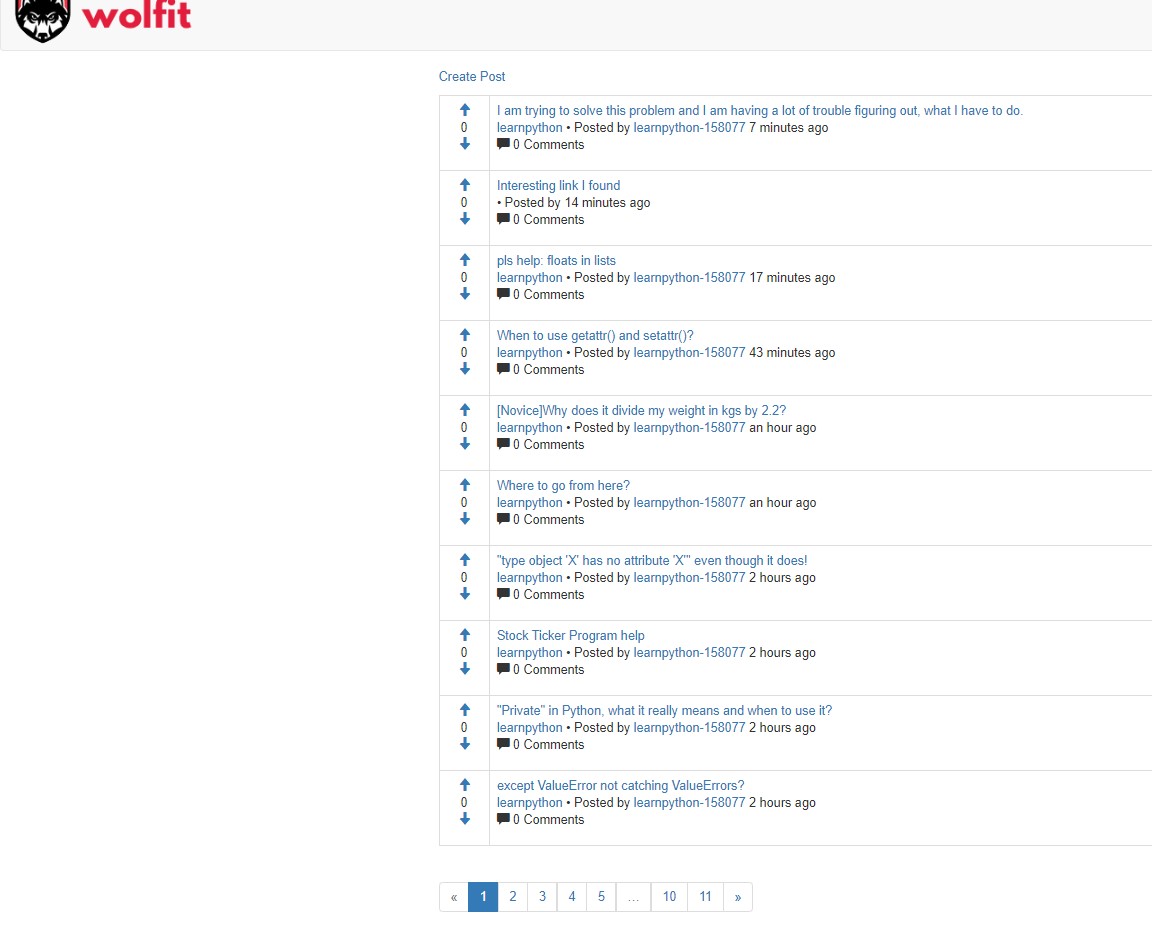 wolfit
Create Post
I am trying to solve this problem and I am having a lot of trouble figuring out, what I have to do.
0
learnpython • Posted by learnpython-158077 7 minutes ago
0 Comments
Interesting link I found
0
• Posted by 14 minutes ago
0 Comments
pls help: floats in lists
0
learnpython • Posted by learnpython-158077 17 minutes ago
0 Comments
When to use getattr() and setattr()?
0
learnpython • Posted by learnpython-158077 43 minutes ago
0 Comments
[Novice]Why does it divide my weight in kgs by 2.2?
0
learnpython • Posted by learnpython-158077 an hour ago
0 Comments
Where to go from here?
0
learnpython • Posted by learnpython-158077 an hour ago
0 Comments
"type object 'X' has no attribute 'X'" even though it does!
0
learnpython • Posted by learnpython-158077 2 hours ago
0 Comments
Stock Ticker Program help
0
learnpython • Posted by learnpython-158077 2 hours ago
0 Comments
"Private" in Python, what it really means and when to use it?
0
learnpython • Posted by learnpython-158077 2 hours ago
0 Comments
except ValueError not catching ValueErrors?
0
learnpython • Posted by learnpython-158077 2 hours ago
0 Comments
« 1 2 3 4 5 ... 10 11 »